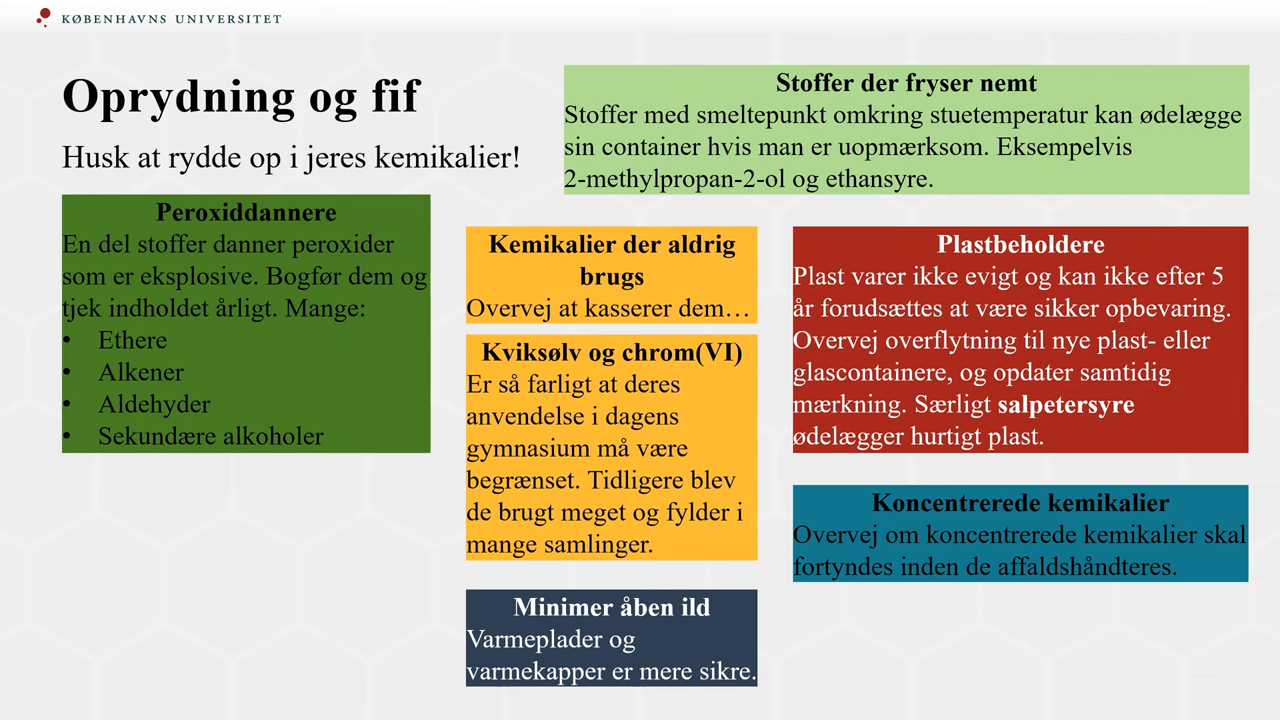 KØBENHAVNS UNIVERSITET
Oprydning og fif
Husk at rydde op i jeres kemikalier!
Stoffer der fryser nemt
Stoffer med smeltepunkt omkring stuetemperatur kan ødelægge
sin container hvis man er uopmærksom. Eksempelvis
2-methylpropan-2-ol og ethansyre.
Peroxiddannere
En del stoffer danner peroxider
som er eksplosive. Bogfør dem og
tjek indholdet årligt. Mange:
• Ethere
• Alkener
• Aldehyder
• Sekundære alkoholer
Kemikalier der aldrig
brugs
Overvej at kasserer dem…
Kviksølv og chrom(VI)
Er så farligt at deres
anvendelse i dagens
gymnasium må være
begrænset. Tidligere blev
de brugt meget og fylder i
mange samlinger.
Minimer åben ild
Varmeplader og
varmekapper er mere sikre.
Plastbeholdere
Plast varer ikke evigt og kan ikke efter 5
år forudsættes at være sikker opbevaring.
Overvej overflytning til nye plast- eller
glascontainere, og opdater samtidig
mærkning. Særligt salpetersyre
ødelægger hurtigt plast.
Koncentrerede kemikalier
Overvej om koncentrerede kemikalier skal
fortyndes inden de affaldshåndteres.